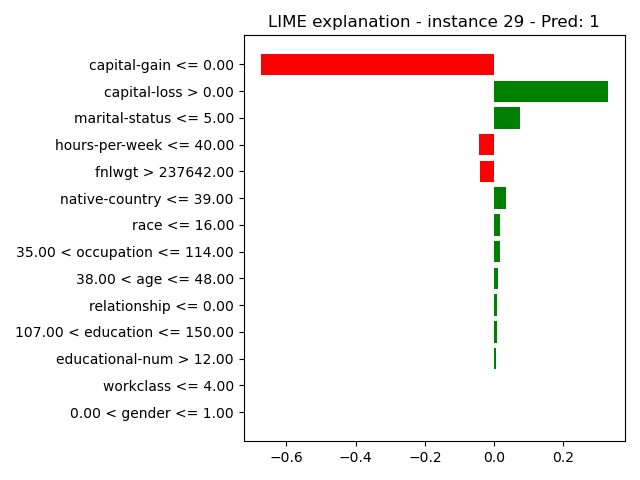 LIME explanation - instance 29 - Pred: 1
capital-gain <= 0.00
capital-loss > 0.00
marital-status <= 5.00
hours-per-week <= 40.00
fnlwgt > 237642.00
native-country <= 39.00
race <= 16.00
35.00 < occupation <= 114.00
38.00 < age <= 48.00
relationship <= 0.00
107.00 < education <= 150.00
educational-num > 12.00
workclass <= 4.00
0.00 < gender <= 1.00
−0.6 −0.4 −0.2 0.0 0.2